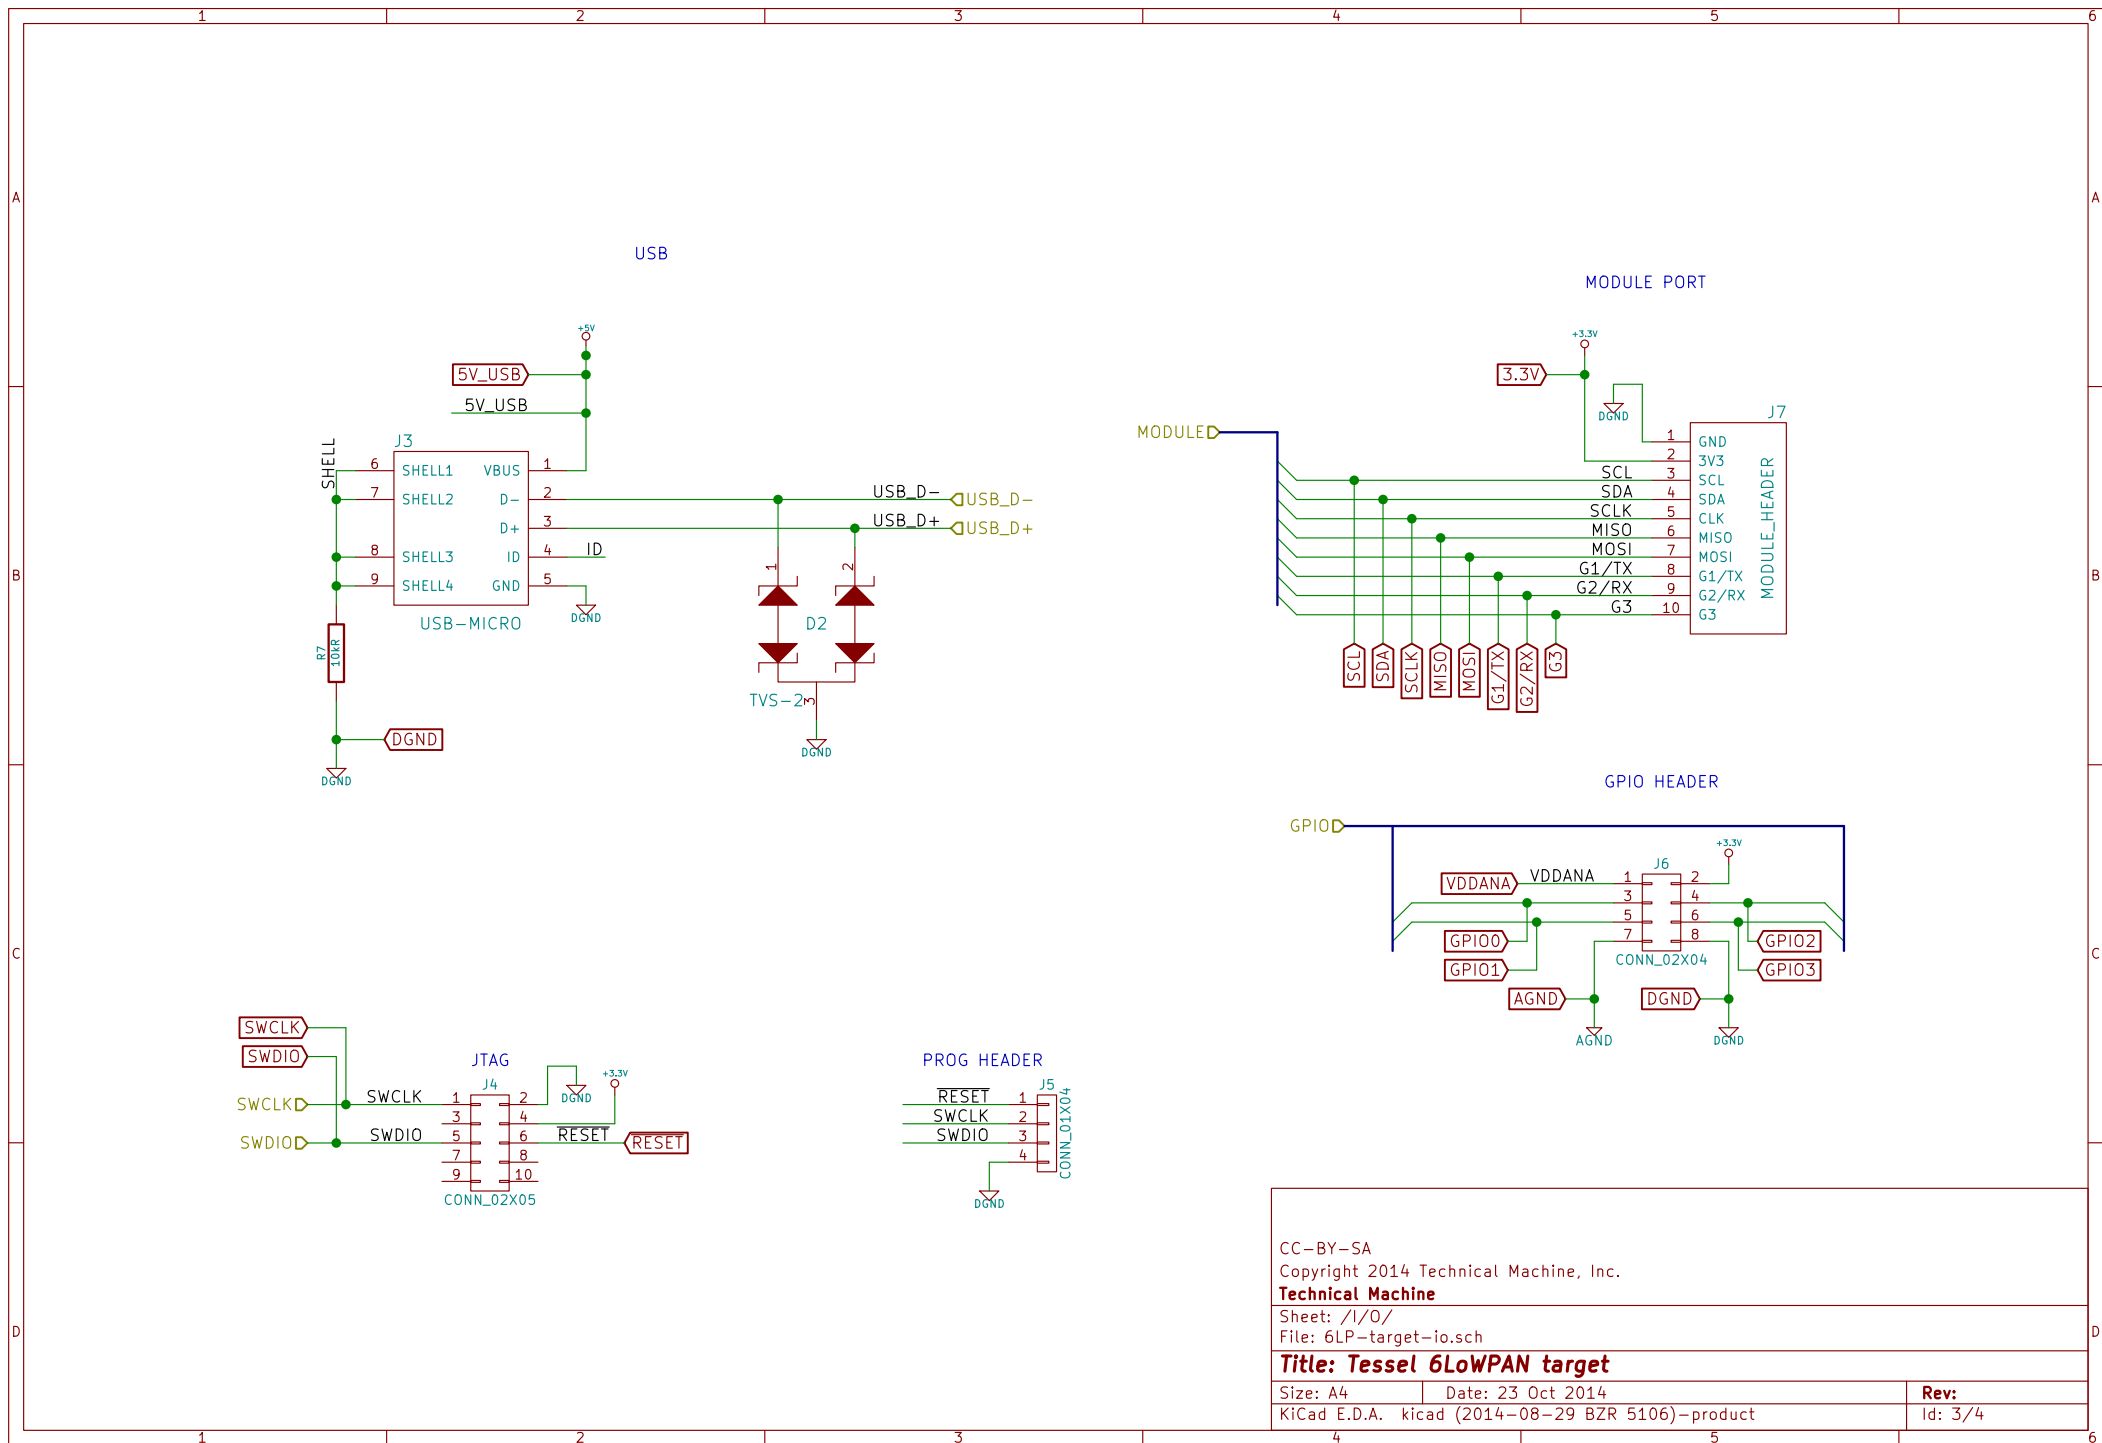 1 2 3 4 5 6
A A
B B
C C
D D
USB
+5V
5V_USB
5V_USB
SHELL
J3
6 SHELL1 VBUS 1
7 SHELL2 D- 2 USB_D- USB_D-
D+ 3 USB_D+ USB_D+
8 SHELL3 ID 4 ID
9 SHELL4 GND 5
DGND
USB-MICRO
R7
10kR
DGND
DGND
1 2
D2
TVS-2
3
DGND
MODULE PORT
+3.3V
3.3V
DGND
J7
MODULE
1 GND
2 3V3
SCL 3 SCL
SDA 4 SDA
SCLK 5 CLK
MISO 6 MISO
MOSI 7 MOSI
G1/TX 8 G1/TX
G2/RX 9 G2/RX
G3 10 G3
MODULE_HEADER
SCL SDA SCLK MISO MOSI G1/TX G2/RX G3
GPIO HEADER
GPIO
+3.3V
J6
VDDANA VDDANA 1 2
3 4
5 6
7 8
GPIO0 GPIO2
CONN_02X04
GPIO1 GPIO3
AGND DGND
AGND DGND
SWCLK
SWDIO
JTAG
J4
+3.3V
DGND
SWCLK SWCLK 1 2
3 4
SWDIO SWDIO 5 6 RESET RESET
7 8
9 10
CONN_02X05
PROG HEADER
J5
RESET 1
SWCLK 2
SWDIO 3
4
CONN_01X04
DGND
CC-BY-SA
Copyright 2014 Technical Machine, Inc.
Technical Machine
Sheet: /I/O/
File: 6LP-target-io.sch
Title: Tessel 6LoWPAN target
Size: A4 Date: 23 Oct 2014 Rev:
KiCad E.D.A. kicad (2014-08-29 BZR 5106)-product Id: 3/4
1 2 3 4 5 6